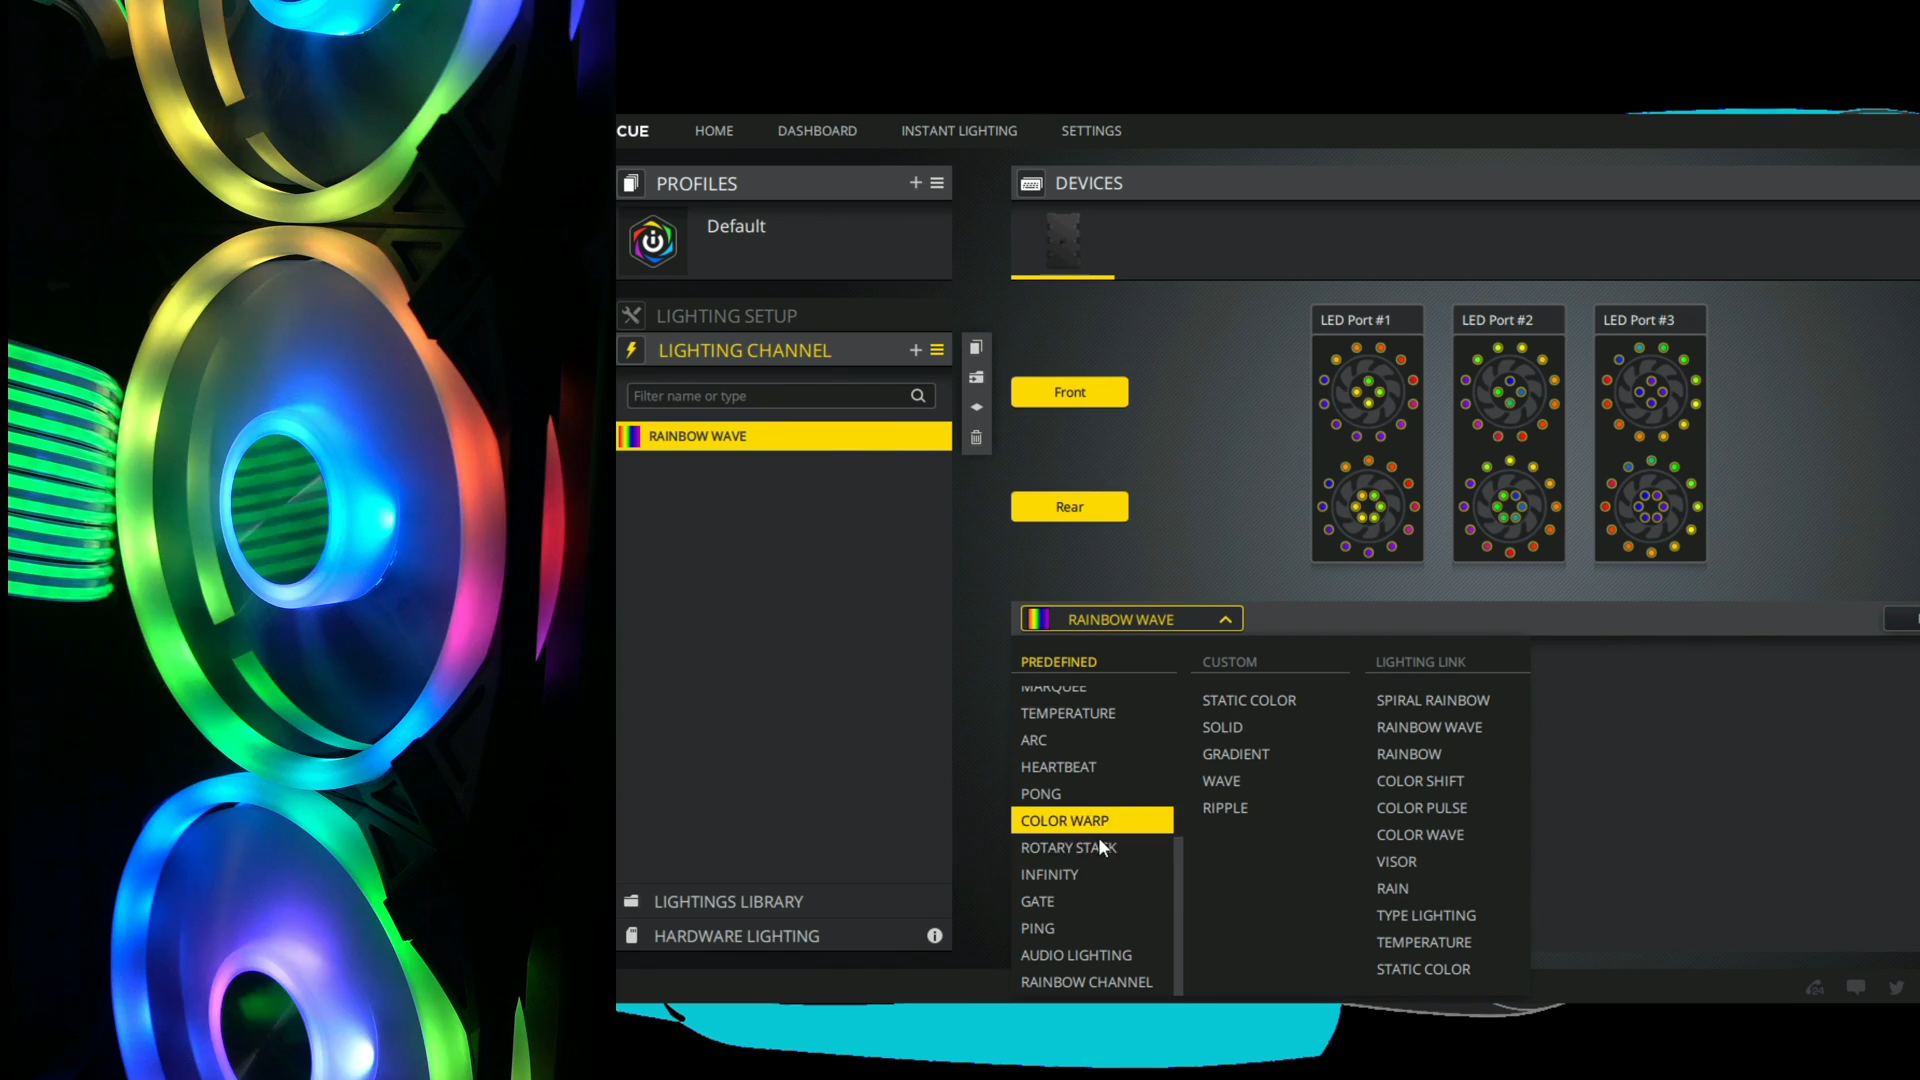 CUE
HOME
DASHBOARD
INSTANT LIGHTING
SETTINGS
PROFILES
Default
LIGHTING SETUP
LIGHTING CHANNEL
Filter name or type
RAINBOW WAVE
LIGHTINGS LIBRARY
HARDWARE LIGHTING
DEVICES
LED Port #1
LED Port #2
LED Port #3
Front
Rear
RAINBOW WAVE
PREDEFINED
MARQUEE
TEMPERATURE
ARC
HEARTBEAT
PONG
COLOR WARP
ROTARY STACK
INFINITY
GATE
PING
AUDIO LIGHTING
RAINBOW CHANNEL
CUSTOM
STATIC COLOR
SOLID
GRADIENT
WAVE
RIPPLE
LIGHTING LINK
SPIRAL RAINBOW
RAINBOW WAVE
RAINBOW
COLOR SHIFT
COLOR PULSE
COLOR WAVE
VISOR
RAIN
TYPE LIGHTING
TEMPERATURE
STATIC COLOR